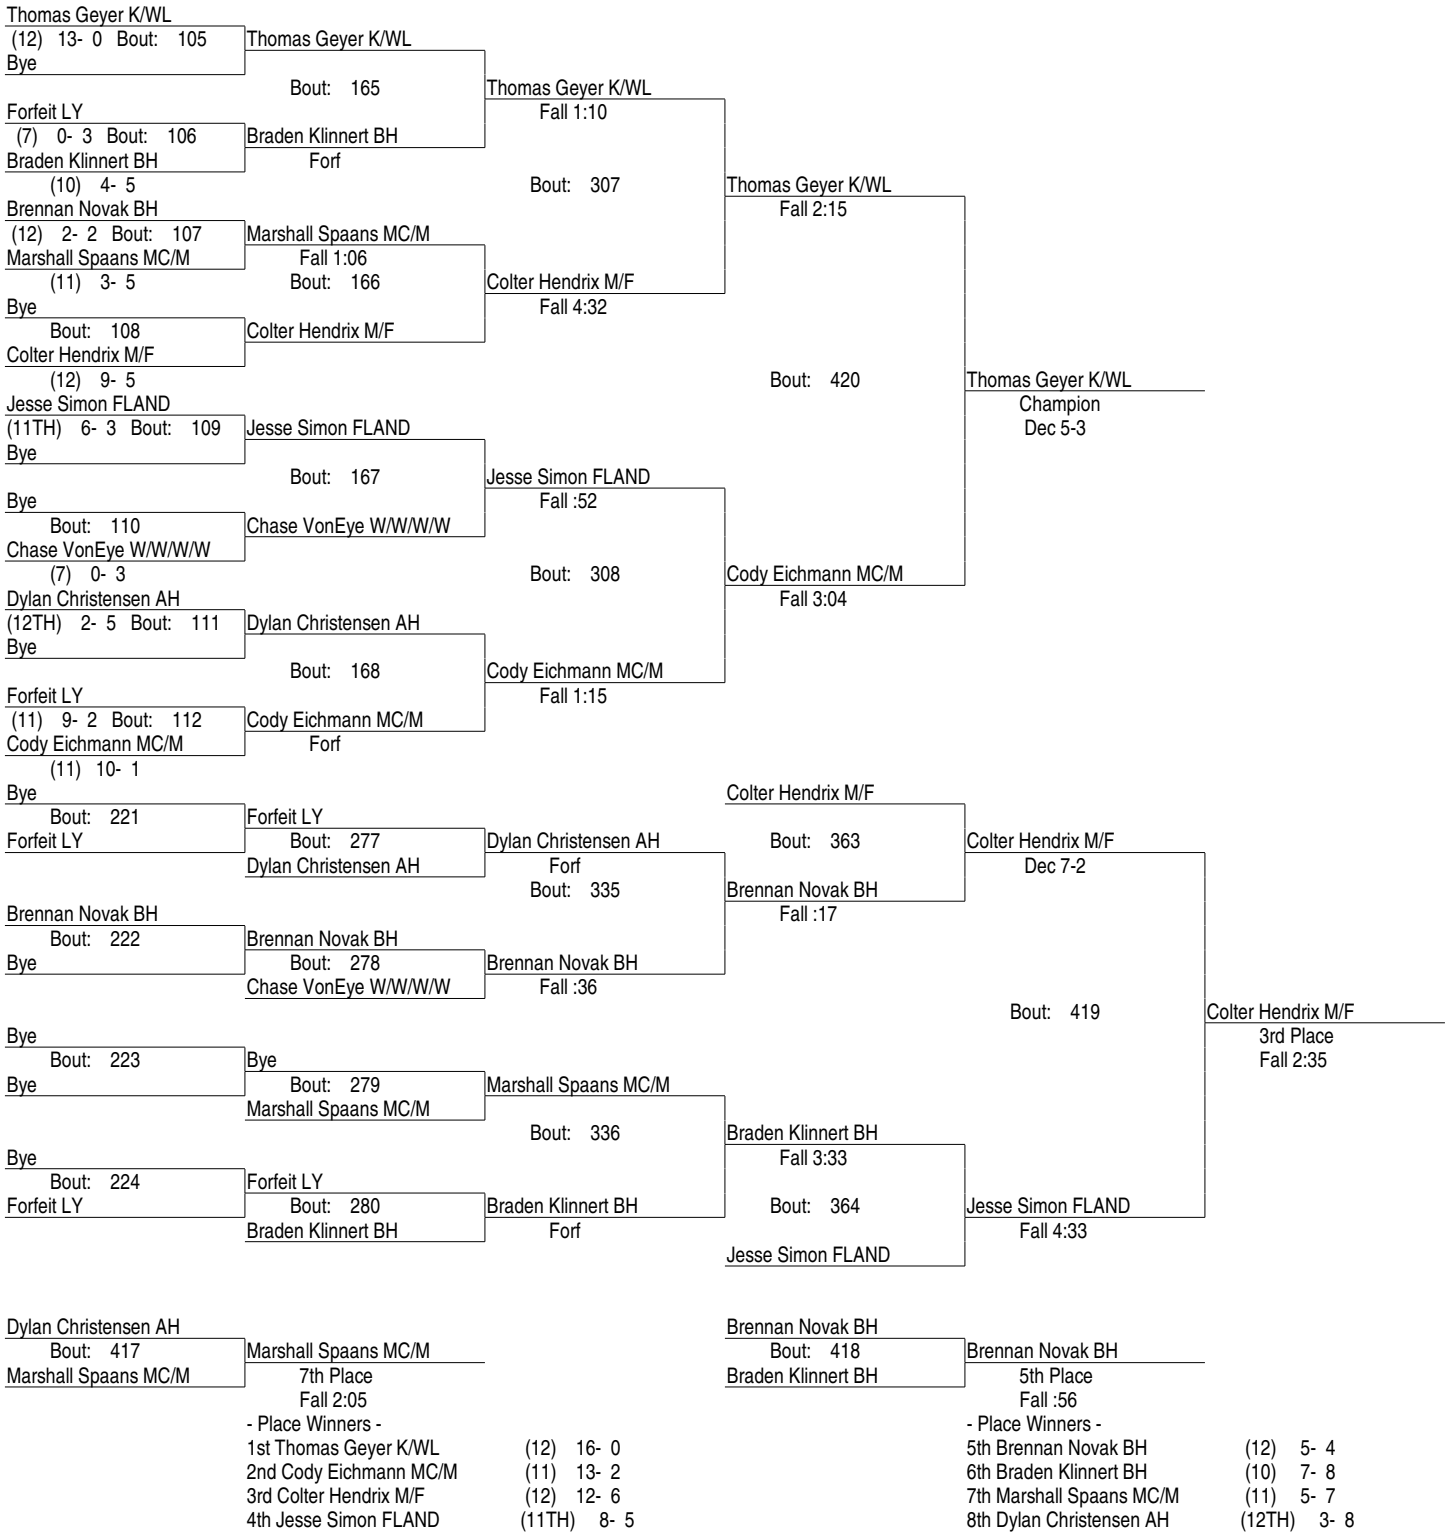 Thomas Geyer K/WL
(12) 13- 0 Bout: 105 Thomas Geyer K/WL
Bye
Bout: 165 Thomas Geyer K/WL
Forfeit LY Fall 1:10
(7) 0- 3 Bout: 106 Braden Klinnert BH
Braden Klinnert BH Forf
(10) 4- 5 Bout: 307 Thomas Geyer K/WL
Brennan Novak BH Fall 2:15
(12) 2- 2 Bout: 107 Marshall Spaans MC/M
Marshall Spaans MC/M Fall 1:06
(11) 3- 5 Bout: 166 Colter Hendrix M/F
Bye Fall 4:32
Bout: 108 Colter Hendrix M/F
Colter Hendrix M/F
(12) 9- 5 Bout: 420 Thomas Geyer K/WL
Jesse Simon FLAND Champion
(11TH) 6- 3 Bout: 109 Jesse Simon FLAND Dec 5-3
Bye
Bout: 167 Jesse Simon FLAND
Bye Fall :52
Bout: 110 Chase VonEye W/W/W/W
Chase VonEye W/W/W/W
(7) 0- 3 Bout: 308 Cody Eichmann MC/M
Dylan Christensen AH Fall 3:04
(12TH) 2- 5 Bout: 111 Dylan Christensen AH
Bye
Bout: 168 Cody Eichmann MC/M
Forfeit LY Fall 1:15
(11) 9- 2 Bout: 112 Cody Eichmann MC/M
Cody Eichmann MC/M Forf
(11) 10- 1
Bye Colter Hendrix M/F
Bout: 221 Forfeit LY
Forfeit LY Bout: 277 Dylan Christensen AH Bout: 363 Colter Hendrix M/F
Dylan Christensen AH Forf Dec 7-2
Bout: 335 Brennan Novak BH
Brennan Novak BH Fall :17
Bout: 222 Brennan Novak BH
Bye Bout: 278 Brennan Novak BH
Chase VonEye W/W/W/W Fall :36
Bout: 419 Colter Hendrix M/F
Bye 3rd Place
Bout: 223 Bye Fall 2:35
Bye Bout: 279 Marshall Spaans MC/M
Marshall Spaans MC/M
Bout: 336 Braden Klinnert BH
Bye Fall 3:33
Bout: 224 Forfeit LY
Forfeit LY Bout: 280 Braden Klinnert BH Bout: 364 Jesse Simon FLAND
Braden Klinnert BH Forf Fall 4:33
Jesse Simon FLAND
Dylan Christensen AH Brennan Novak BH
Bout: 417 Marshall Spaans MC/M Bout: 418 Brennan Novak BH
Marshall Spaans MC/M 7th Place Braden Klinnert BH 5th Place
Fall 2:05 Fall :56
- Place Winners - - Place Winners -
1st Thomas Geyer K/WL (12) 16- 0 5th Brennan Novak BH (12) 5- 4
2nd Cody Eichmann MC/M (11) 13- 2 6th Braden Klinnert BH (10) 7- 8
3rd Colter Hendrix M/F (12) 12- 6 7th Marshall Spaans MC/M (11) 5- 7
4th Jesse Simon FLAND (11TH) 8- 5 8th Dylan Christensen AH (12TH) 3- 8